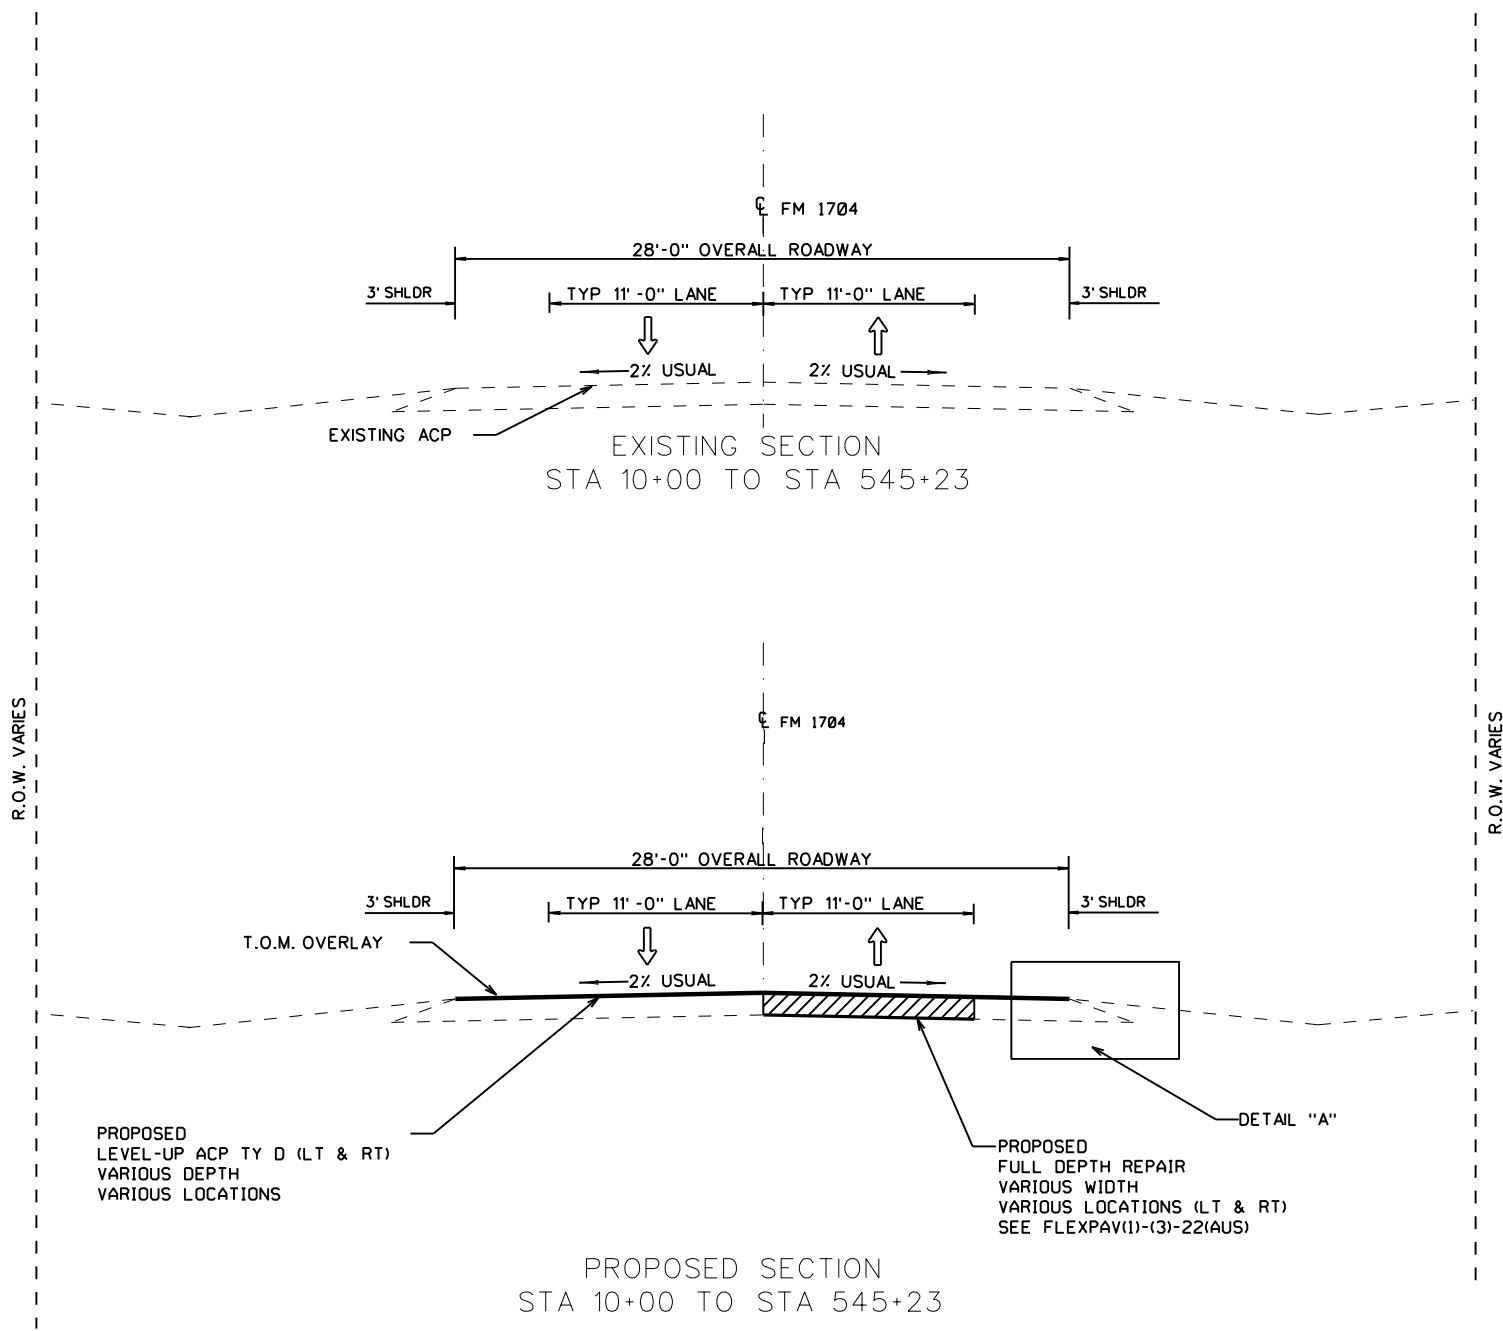 ℄ FM 1704
28'-0" OVERALL ROADWAY
3' SHLDR
TYP 11'-0" LANE
TYP 11'-0" LANE
3' SHLDR
2% USUAL
2% USUAL
EXISTING ACP
EXISTING SECTION
STA 10+00 TO STA 545+23
R.O.W. VARIES
R.O.W. VARIES
℄ FM 1704
28'-0" OVERALL ROADWAY
3' SHLDR
TYP 11'-0" LANE
TYP 11'-0" LANE
3' SHLDR
T.O.M. OVERLAY
2% USUAL
2% USUAL
DETAIL "A"
PROPOSED
LEVEL-UP ACP TY D (LT & RT)
VARIOUS DEPTH
VARIOUS LOCATIONS
PROPOSED
FULL DEPTH REPAIR
VARIOUS WIDTH
VARIOUS LOCATIONS (LT & RT)
SEE FLEXPAV(1)-(3)-22(AUS)
PROPOSED SECTION
STA 10+00 TO STA 545+23